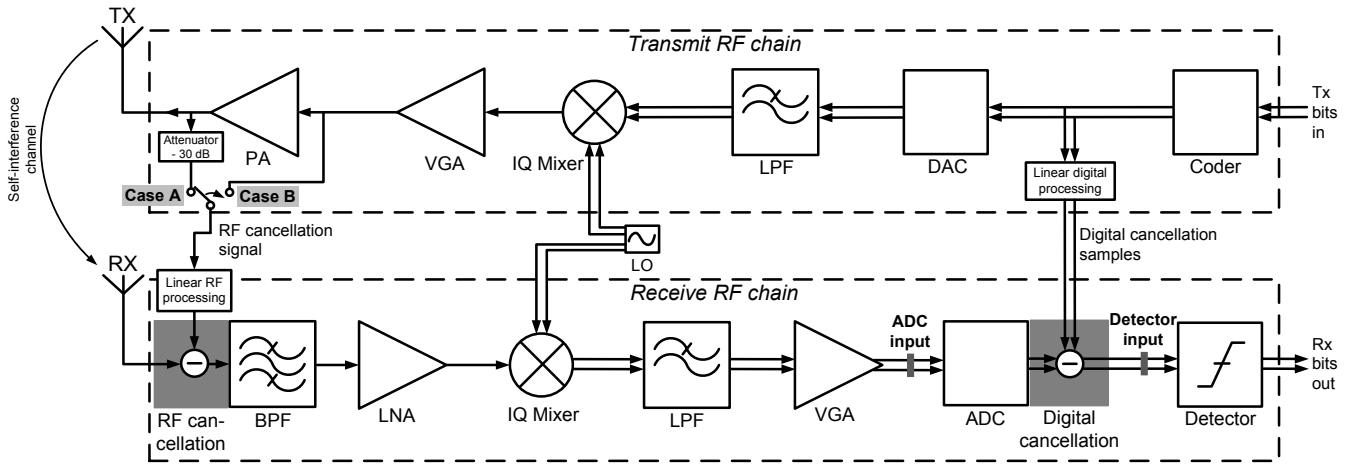 TX
Transmit RF chain
Self-interference
channel
Attenuator
- 30 dB
PA
VGA
IQ Mixer
LPF
DAC
Coder
Tx
bits
in
Case A
Case B
Linear digital
processing
RF cancellation
signal
LO
Digital cancellation
samples
RX
Linear RF
processing
Receive RF chain
ADC
input
Detector
input
Rx
bits
out
RF can-
cellation
BPF
LNA
IQ Mixer
LPF
VGA
ADC
Digital
cancellation
Detector